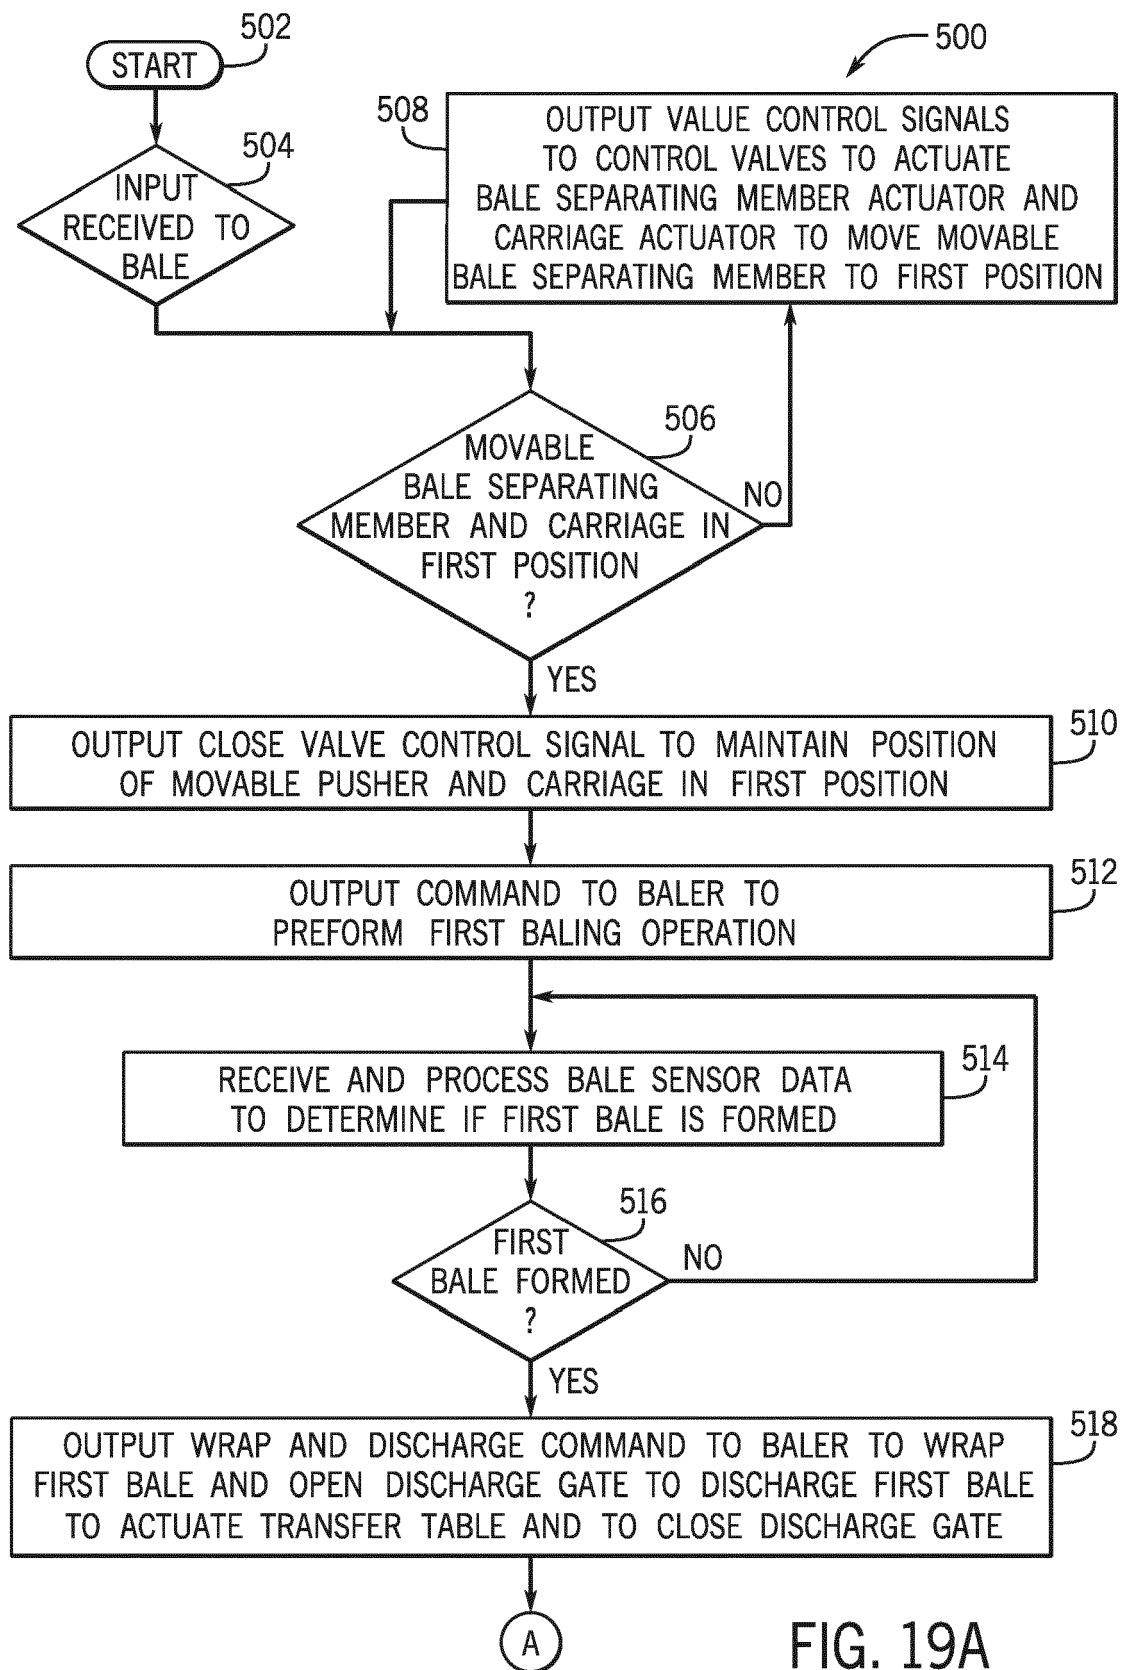 502
START
500
504
INPUT
RECEIVED TO
BALE
508
OUTPUT VALUE CONTROL SIGNALS
TO CONTROL VALVES TO ACTUATE
BALE SEPARATING MEMBER ACTUATOR AND
CARRIAGE ACTUATOR TO MOVE MOVABLE
BALE SEPARATING MEMBER TO FIRST POSITION
506
MOVABLE
BALE SEPARATING
MEMBER AND CARRIAGE IN
FIRST POSITION
?
NO
YES
510
OUTPUT CLOSE VALVE CONTROL SIGNAL TO MAINTAIN POSITION
OF MOVABLE PUSHER AND CARRIAGE IN FIRST POSITION
512
OUTPUT COMMAND TO BALER TO
PREFORM FIRST BALING OPERATION
514
RECEIVE AND PROCESS BALE SENSOR DATA
TO DETERMINE IF FIRST BALE IS FORMED
516
FIRST
BALE FORMED
?
NO
YES
518
OUTPUT WRAP AND DISCHARGE COMMAND TO BALER TO WRAP
FIRST BALE AND OPEN DISCHARGE GATE TO DISCHARGE FIRST BALE
TO ACTUATE TRANSFER TABLE AND TO CLOSE DISCHARGE GATE
A
FIG. 19A